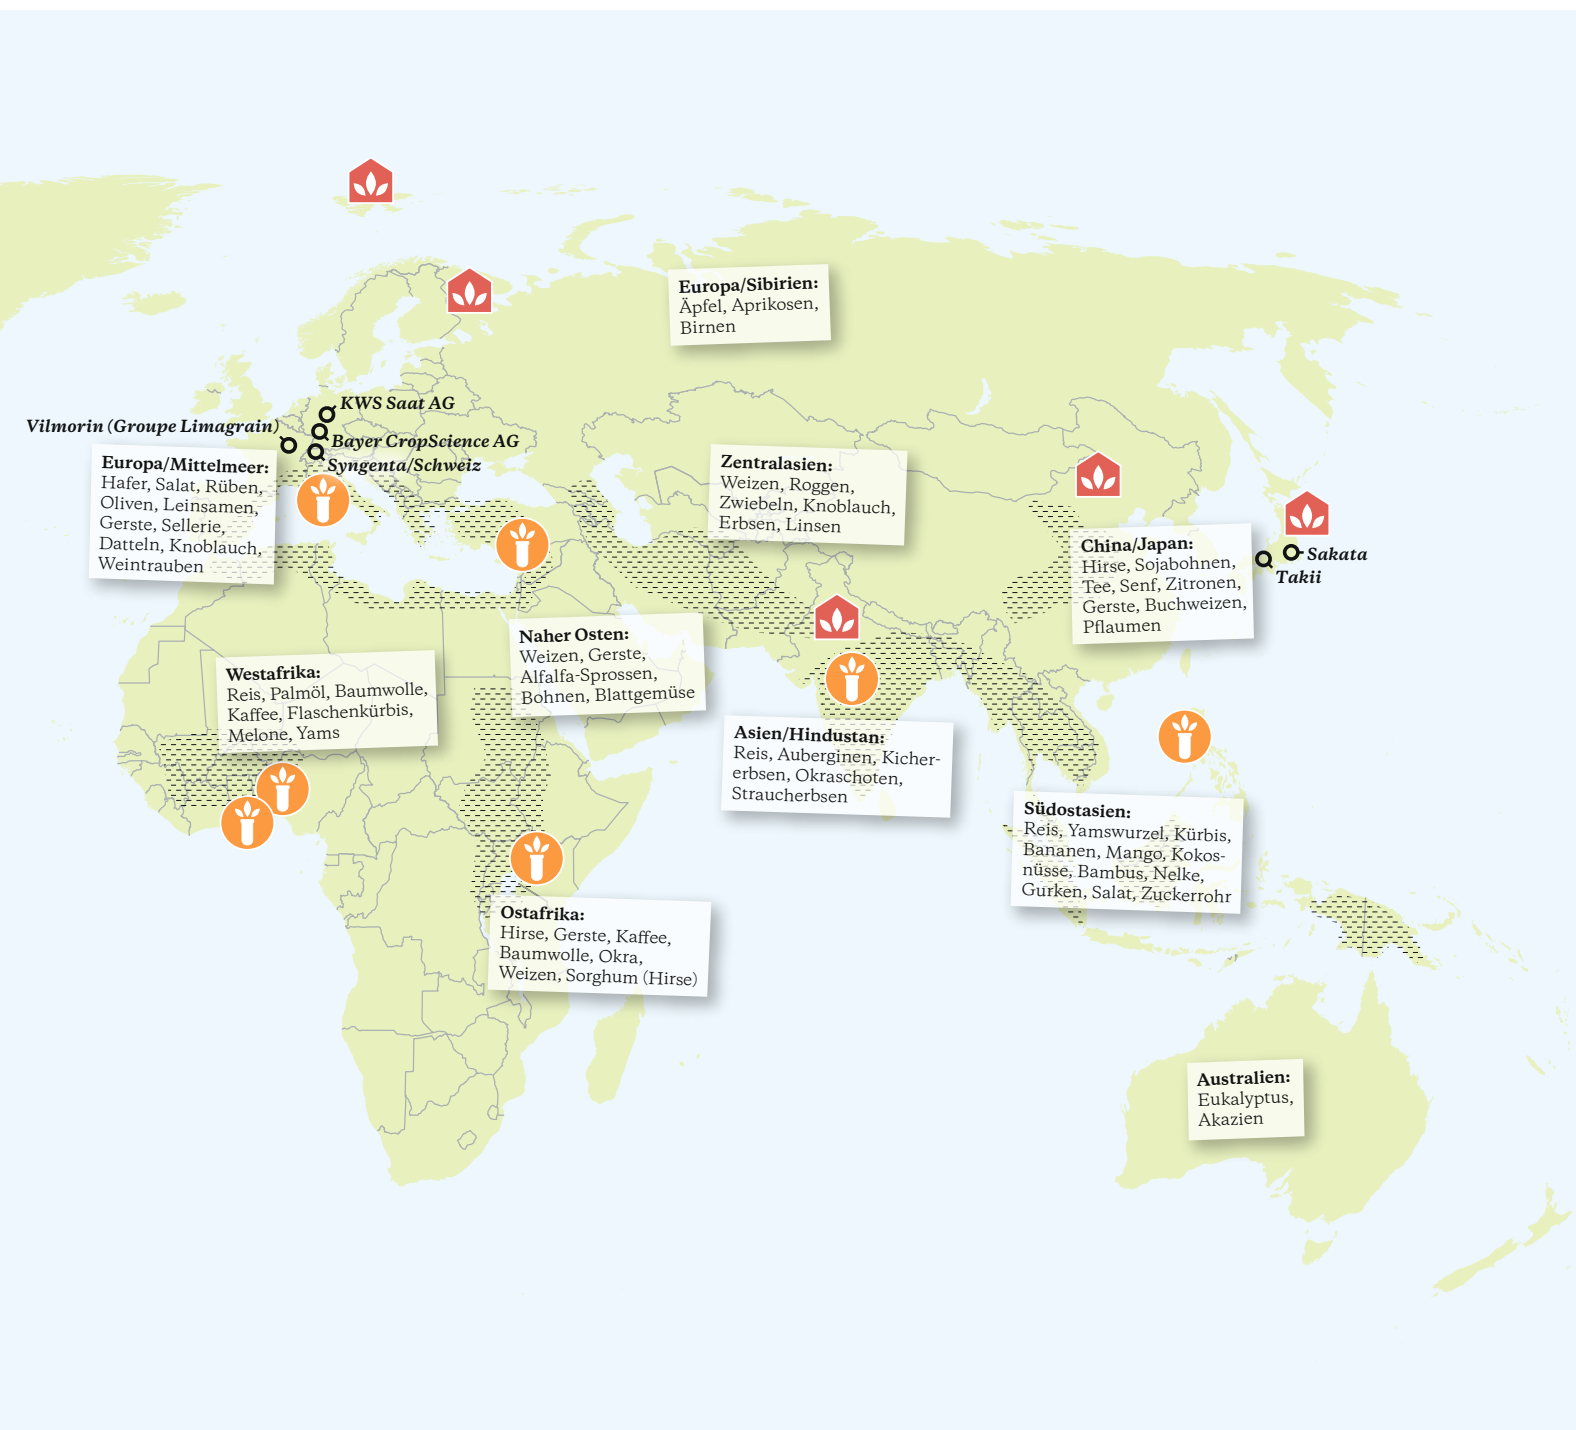 Europa/Sibirien:
Äpfel, Aprikosen,
Birnen
KWS Saat AG
Vilmorin (Groupe Limagrain)
Bayer CropScience AG
Syngenta/Schweiz
Europa/Mittelmeer:
Hafer, Salat, Rüben,
Oliven, Leinsamen,
Gerste, Sellerie,
Datteln, Knoblauch,
Weintrauben
Zentralasien:
Weizen, Roggen,
Zwiebeln, Knoblauch,
Erbsen, Linsen
China/Japan:
Hirse, Sojabohnen,
Tee, Senf, Zitronen,
Gerste, Buchweizen,
Pflaumen
Sakata
Takii
Naher Osten:
Weizen, Gerste,
Alfalfa-Sprossen,
Bohnen, Blattgemüse
Westafrika:
Reis, Palmöl, Baumwolle,
Kaffee, Flaschenkürbis,
Melone, Yams
Asien/Hindustan:
Reis, Auberginen, Kicher-
erbsen, Okraschoten,
Straucherbsen
Südostasien:
Reis, Yamswurzel, Kürbis,
Bananen, Mango, Kokos-
nüsse, Bambus, Nelke,
Gurken, Salat, Zuckerrohr
Ostafrika:
Hirse, Gerste, Kaffee,
Baumwolle, Okra,
Weizen, Sorghum (Hirse)
Australien:
Eukalyptus,
Akazien